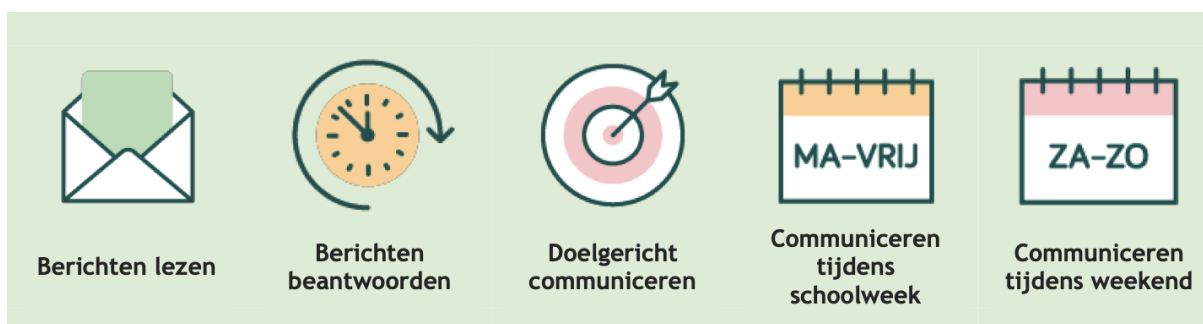 MA-VRIJ
ZA-ZO
Berichten lezen
Berichten
beantwoorden
Doelgericht
communiceren
Communiceren
tijdens
schoolweek
Communiceren
tijdens weekend